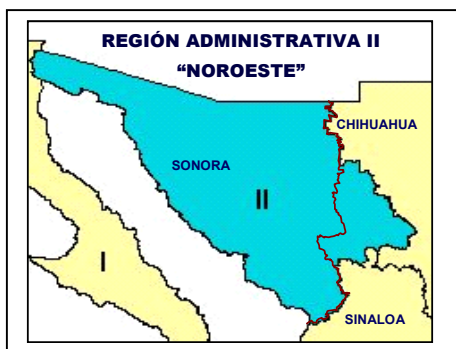 REGIÓN ADMINISTRATIVA II
“NOROESTE”
CHIHUAHUA
SONORA
II
I
SINALOA